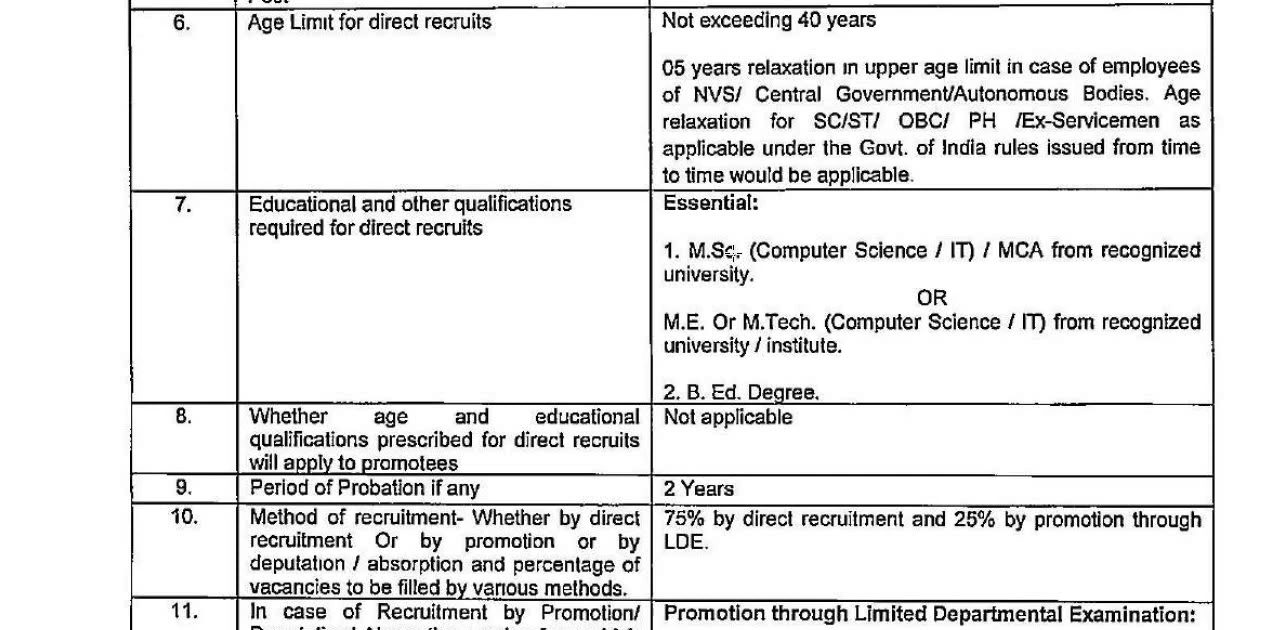 Post
6. Age Limit for direct recruits
Not exceeding 40 years
05 years relaxation in upper age limit in case of employees
of NVS/ Central Government/Autonomous Bodies. Age
relaxation for SC/ST/ OBC/ PH /Ex-Servicemen as
applicable under the Govt. of India rules issued from time
to time would be applicable.
7. Educational and other qualifications
required for direct recruits
Essential:
1. M.Sc. (Computer Science / IT) / MCA from recognized
university.
OR
M.E. Or M.Tech. (Computer Science / IT) from recognized
university / institute.
2. B. Ed. Degree.
8. Whether age and educational
qualifications prescribed for direct recruits
will apply to promotees
Not applicable
9. Period of Probation if any
2 Years
10. Method of recruitment- Whether by direct
recruitment Or by promotion or by
deputation / absorption and percentage of
vacancies to be filled by various methods.
75% by direct recruitment and 25% by promotion through
LDE.
11. In case of Recruitment by Promotion/
Promotion through Limited Departmental Examination: